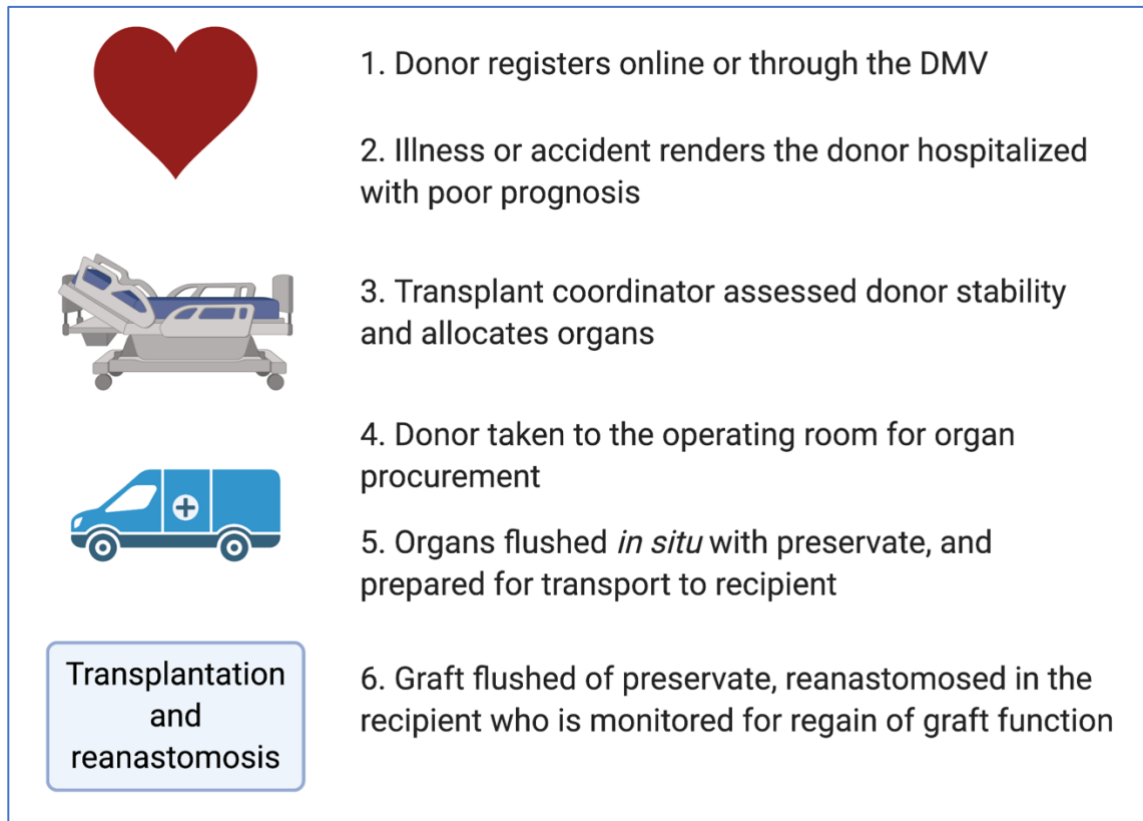 1. Donor registers online or through the DMV
2. Illness or accident renders the donor hospitalized
with poor prognosis
3. Transplant coordinator assessed donor stability
and allocates organs
4. Donor taken to the operating room for organ
procurement
5. Organs flushed in situ with preservate, and
prepared for transport to recipient
Transplantation
and
reanastomosis
6. Graft flushed of preservate, reanastomosed in the
recipient who is monitored for regain of graft function